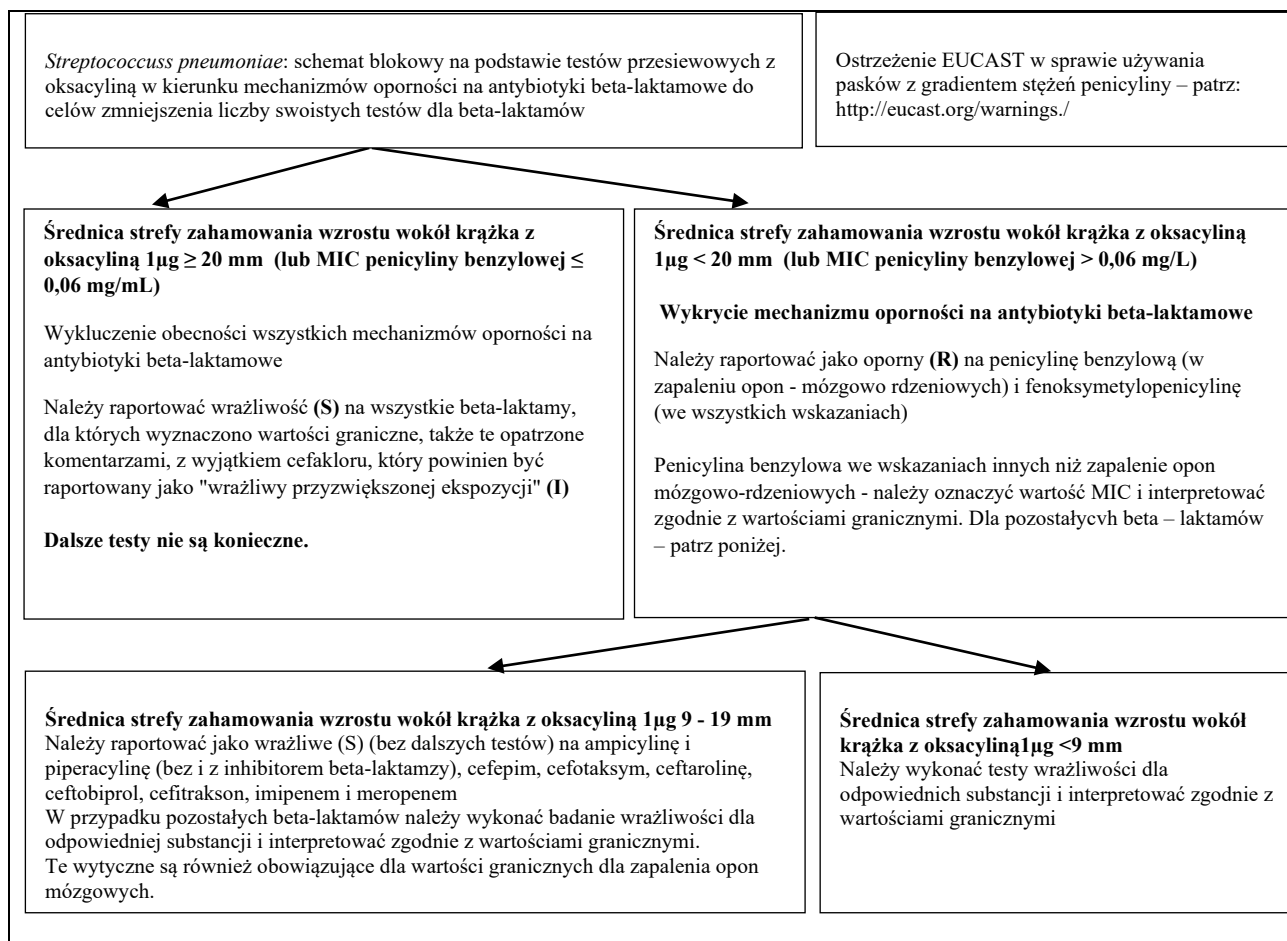 Streptococcuss pneumoniae: schemat blokowy na podstawie testów przesiewowych z
oksacyliną w kierunku mechanizmów oporności na antybiotyki beta-laktamowe do
celów zmniejszenia liczby swoistych testów dla beta-laktamów
Ostrzeżenie EUCAST w sprawie używania
pasków z gradientem stężeń penicyliny – patrz:
http://eucast.org/warnings./
Średnica strefy zahamowania wzrostu wokół krążka z
oksacyliną 1µg ≥ 20 mm (lub MIC penicyliny benzylowej ≤
0,06 mg/mL)
Wykluczenie obecności wszystkich mechanizmów oporności na
antybiotyki beta-laktamowe
Należy raportować wrażliwość (S) na wszystkie beta-laktamy,
dla których wyznaczono wartości graniczne, także te opatrzone
komentarzami, z wyjątkiem cefakloru, który powinien być
raportowany jako "wrażliwy przyzwiększonej ekspozycji" (I)
Dalsze testy nie są konieczne.
Średnica strefy zahamowania wzrostu wokół krążka z oksacyliną
1µg < 20 mm (lub MIC penicyliny benzylowej > 0,06 mg/L)
Wykrycie mechanizmu oporności na antybiotyki beta-laktamowe
Należy raportować jako oporny (R) na penicylinę benzylową (w
zapaleniu opon - mózgowo rdzeniowych) i fenoksymetylopenicylinę
(we wszystkich wskazaniach)
Penicylina benzylowa we wskazaniach innych niż zapalenie opon
mózgowo-rdzeniowych - należy oznaczyć wartość MIC i interpretować
zgodnie z wartościami granicznymi. Dla pozostałycvh beta – laktamów
– patrz poniżej.
Średnica strefy zahamowania wzrostu wokół krążka z oksacyliną 1µg 9 - 19 mm
Należy raportować jako wrażliwe (S) (bez dalszych testów) na ampicylinę i
piperacylinę (bez i z inhibitorem beta-laktamzy), cefepim, cefotaksym, ceftarolinę,
ceftobiprol, cefitrakson, imipenem i meropenem
W przypadku pozostałych beta-laktamów należy wykonać badanie wrażliwości dla
odpowiedniej substancji i interpretować zgodnie z wartościami granicznymi.
Te wytyczne są również obowiązujące dla wartości granicznych dla zapalenia opon
mózgowych.
Średnica strefy zahamowania wzrostu wokół
krążka z oksacyliną1µg <9 mm
Należy wykonać testy wrażliwości dla
odpowiednich substancji i interpretować zgodnie z
wartościami granicznymi